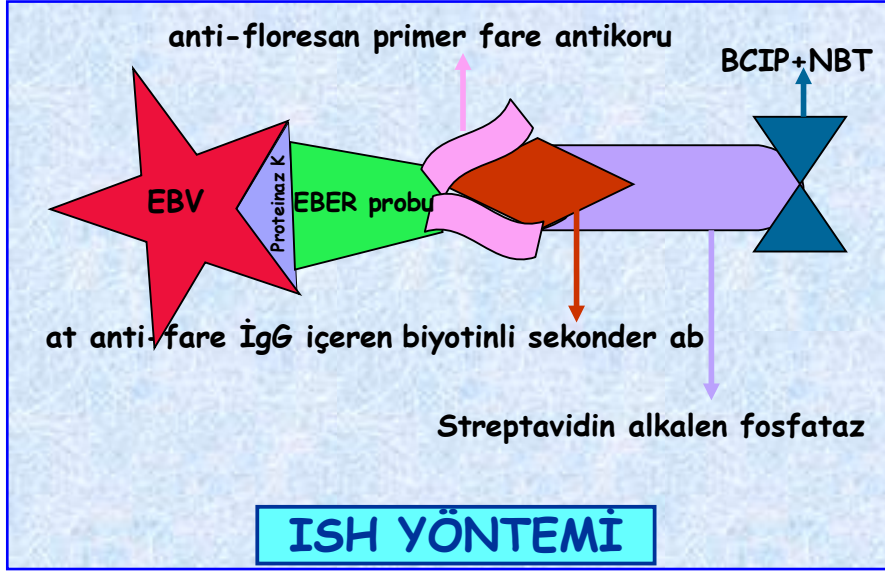 anti-floresan primer fare antikoru
BCIP+NBT
EBV
Proteinaz K
EBER probu
at anti-fare İgG içeren biyotinli sekonder ab
Streptavidin alkalen fosfataz
ISH YÖNTEMİ